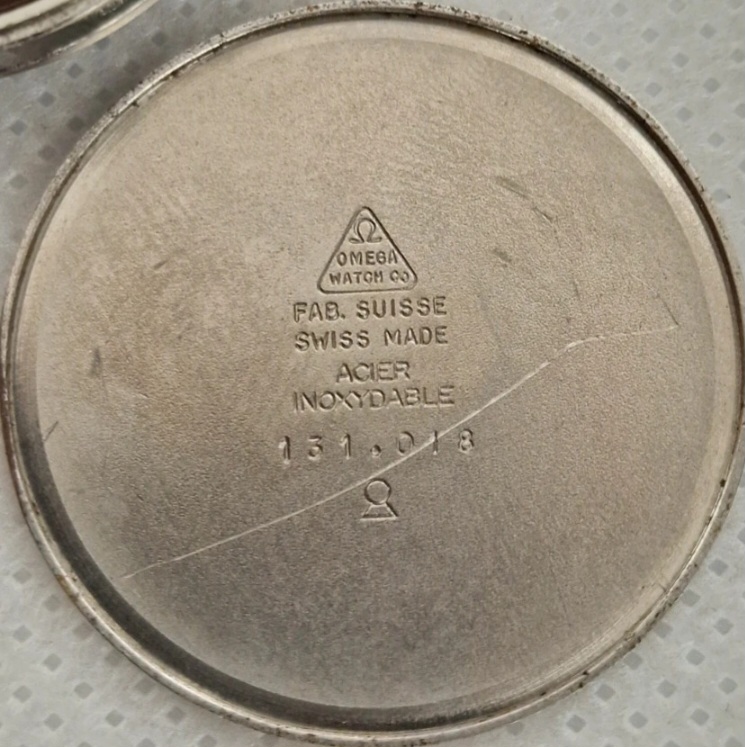 Ω
OMEGA
WATCH CO
FAB. SUISSE
SWISS MADE
ACIER
INOXYDABLE
131.018